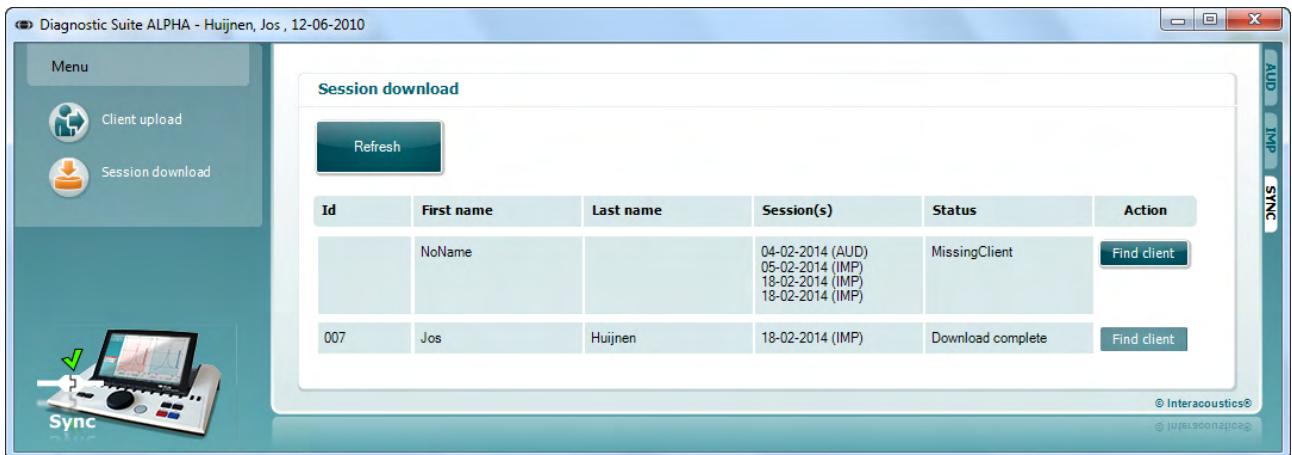 Diagnostic Suite ALPHA - Huijnen, Jos , 12-06-2010
Menu
Client upload
Session download
Sync
Session download
Refresh
Id First name Last name Session(s) Status Action
NoName 04-02-2014 (AUD) MissingClient Find client
05-02-2014 (IMP)
18-02-2014 (IMP)
18-02-2014 (IMP)
007 Jos Huijnen 18-02-2014 (IMP) Download complete Find client
© Interacoustics®
AUD
IMP
SYNC